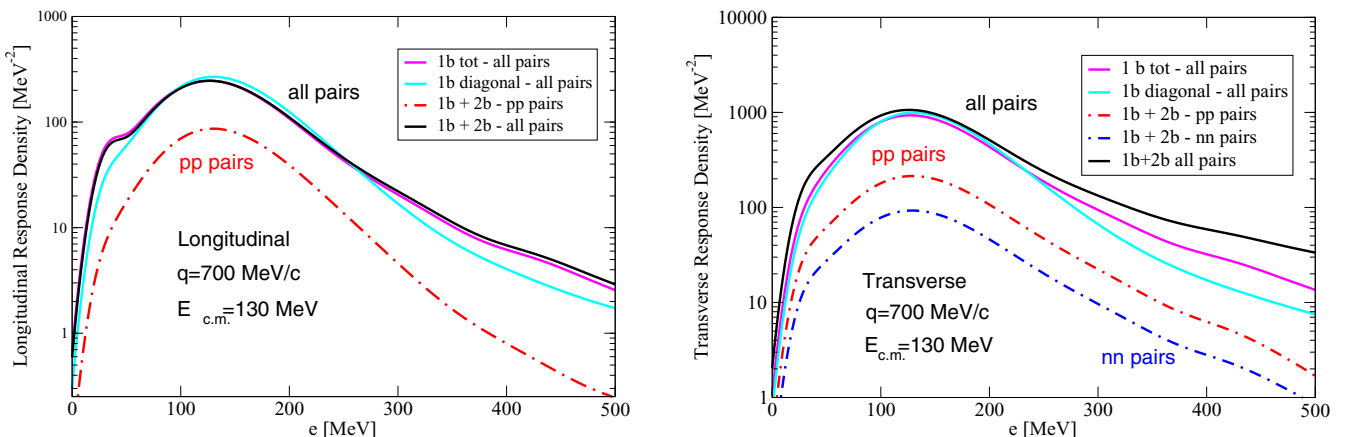 Longitudinal Response Density [MeV-2]
1000
100
10
1
0
100
200
300
400
500
e [MeV]
1b tot - all pairs
1b diagonal - all pairs
1b + 2b - pp pairs
1b + 2b - all pairs
all pairs
pp pairs
Longitudinal
q=700 MeV/c
E c.m.=130 MeV
Transverse Response Density [MeV-2]
10000
1000
100
10
1
0
100
200
300
400
500
e [MeV]
1 b tot - all pairs
1b diagonal - all pairs
1b + 2b - pp pairs
1b + 2b - nn pairs
1b+2b all pairs
all pairs
pp pairs
Transverse
q=700 MeV/c
Ec.m.=130 MeV
nn pairs